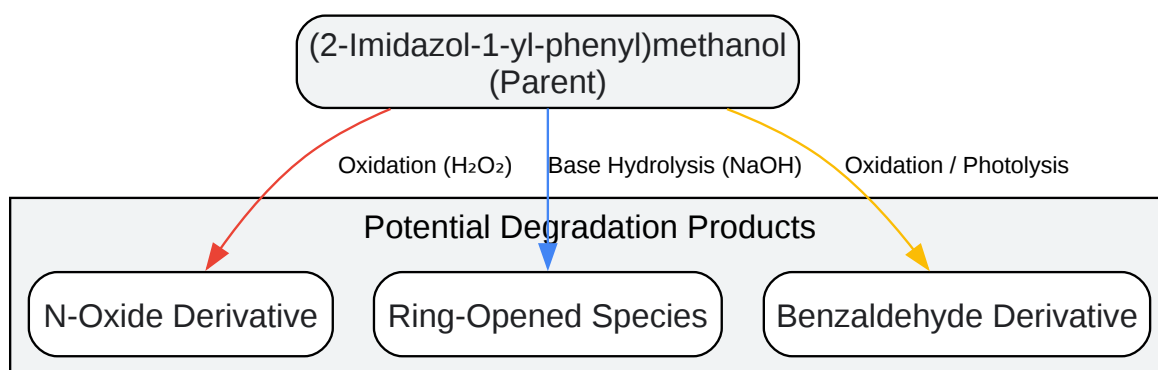 (2-Imidazol-1-yl-phenyl)methanol
(Parent)
Oxidation (H₂O₂)
Base Hydrolysis (NaOH)
Oxidation / Photolysis
Potential Degradation Products
N-Oxide Derivative
Ring-Opened Species
Benzaldehyde Derivative